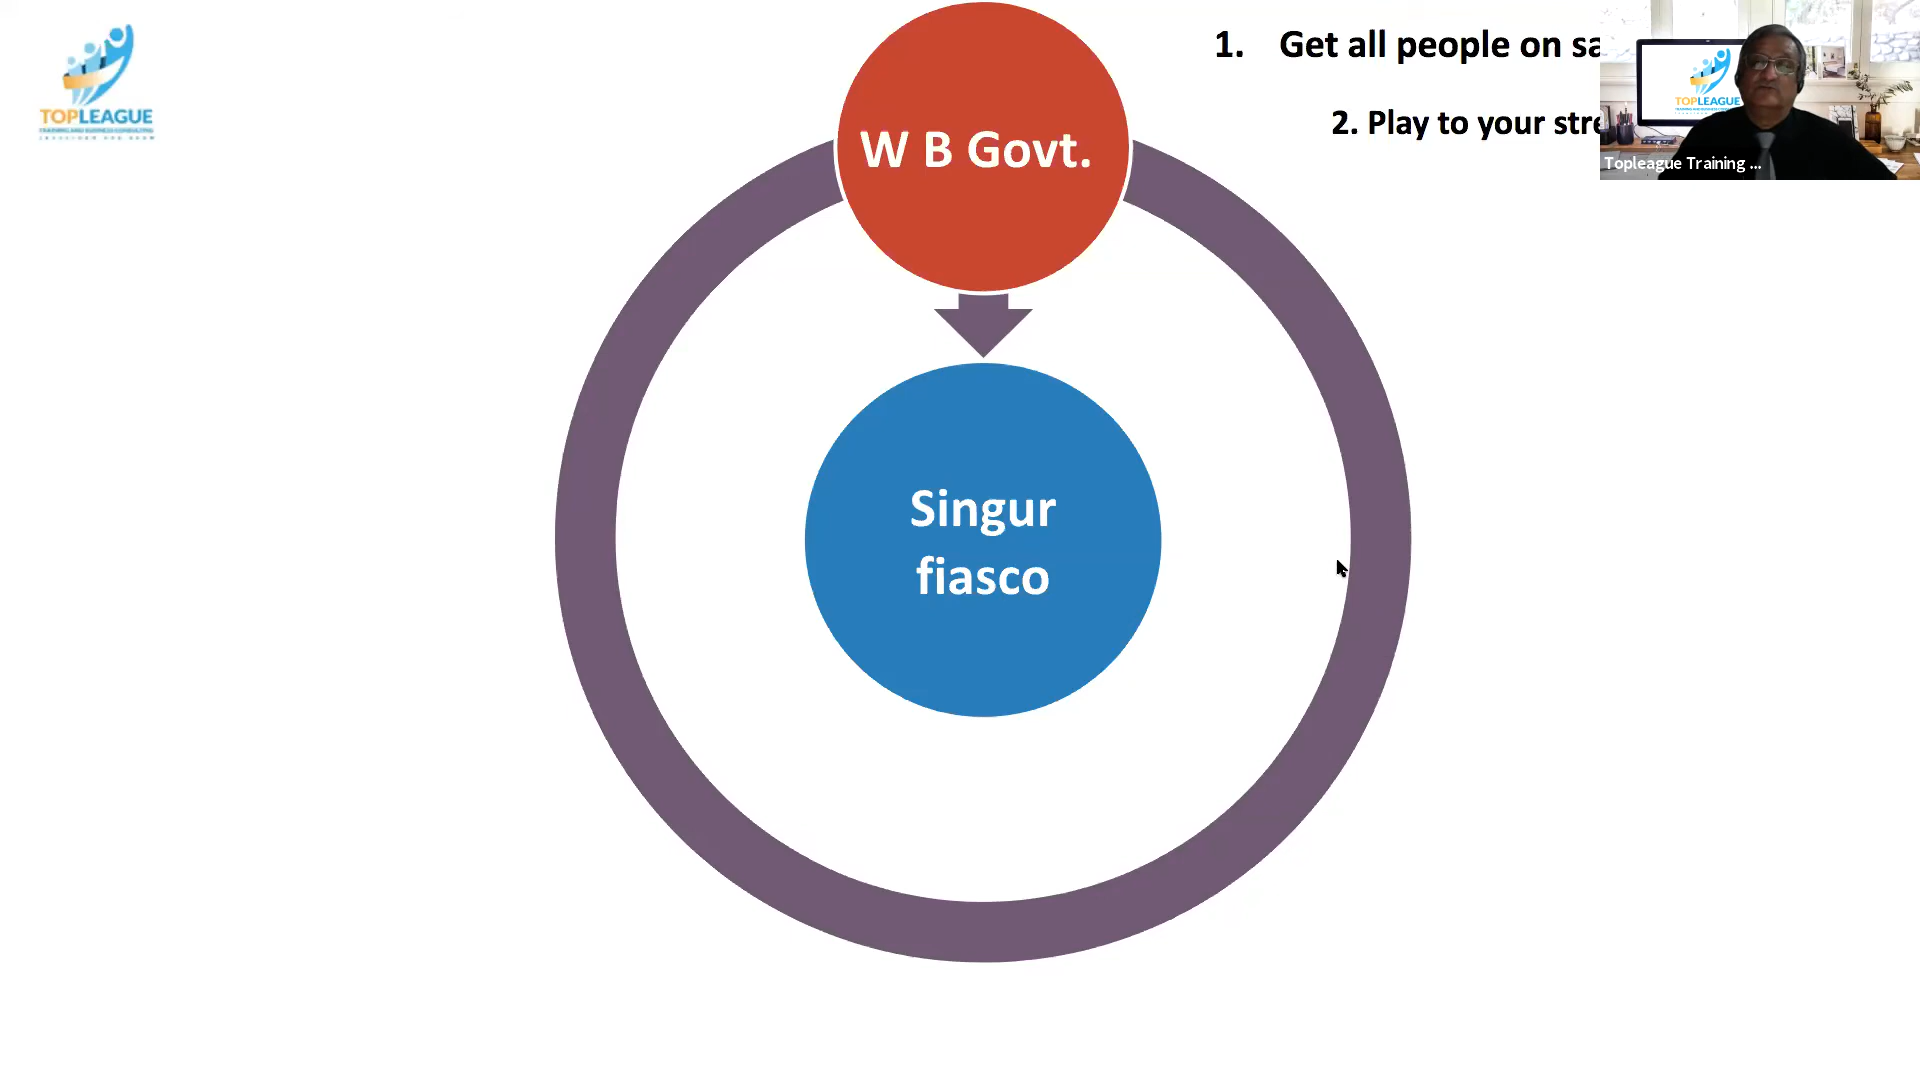 TOPLEAGUE
TRAINING AND BUSINESS CONSULTING
W B Govt.
Singur
fiasco
1. Get all people on sa
2. Play to your stre
TOPLEAGUE
Topleague Training ...